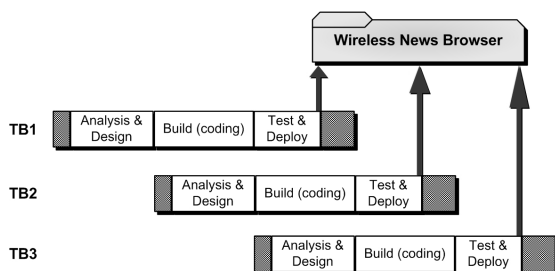 Wireless News Browser
TB1
Analysis &
Design
Build (coding)
Test &
Deploy
TB2
Analysis &
Design
Build (coding)
Test &
Deploy
TB3
Analysis &
Design
Build (coding)
Test &
Deploy